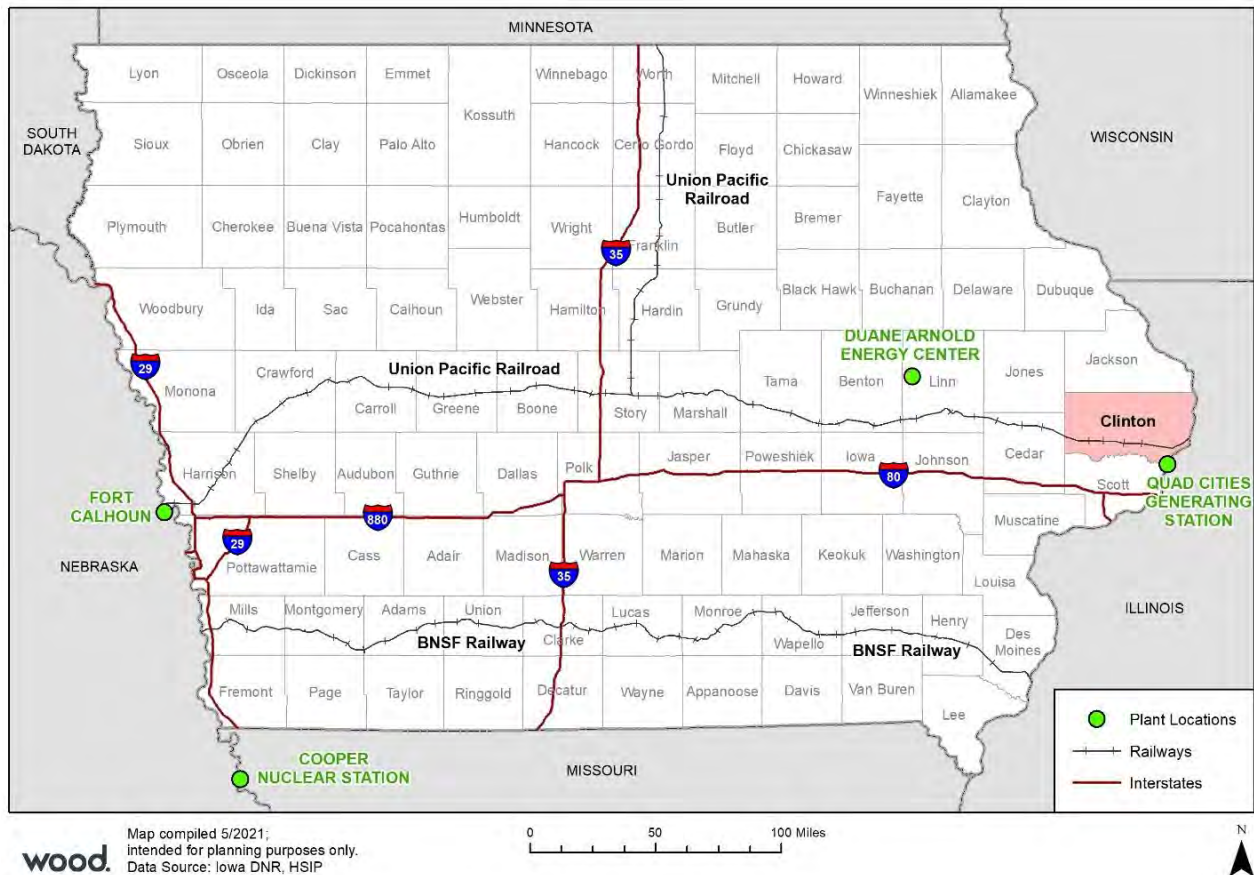 MINNESOTA
Lyon
Osceola
Dickinson
Emmet
Winnebago
Worth
Mitchell
Howard
Winneshiek
Allamakee
Kossuth
SOUTH
DAKOTA
WISCONSIN
Sioux
Obrien
Clay
Palo Alto
Hancock
Cerro Gordo
Floyd
Chickasaw
Union Pacific
Railroad
Fayette
Clayton
Plymouth
Cherokee
Buena Vista
Pocahontas
Humboldt
Wright
Franklin
Butler
Bremer
35
Woodbury
Ida
Sac
Calhoun
Webster
Hamilton
Hardin
Grundy
Black Hawk
Buchanan
Delaware
Dubuque
DUANE ARNOLD
ENERGY CENTER
29
Monona
Crawford
Union Pacific Railroad
Tama
Benton
Linn
Jones
Jackson
Carroll
Greene
Boone
Story
Marshall
Clinton
Harrison
Shelby
Audubon
Guthrie
Dallas
Polk
Jasper
Poweshiek
Iowa
Johnson
Cedar
80
Scott
QUAD CITIES
GENERATING
STATION
FORT
CALHOUN
880
29
Muscatine
NEBRASKA
Pottawattamie
Cass
Adair
Madison
Warren
Marion
Mahaska
Keokuk
Washington
35
Louisa
ILLINOIS
Mills
Montgomery
Adams
Union
Clarke
Lucas
Monroe
Wapello
Jefferson
Henry
Des
Moines
BNSF Railway
BNSF Railway
Fremont
Page
Taylor
Ringgold
Decatur
Wayne
Appanoose
Davis
Van Buren
Lee
COOPER
NUCLEAR STATION
MISSOURI
Plant Locations
Railways
Interstates
wood.
Map compiled 5/2021;
intended for planning purposes only.
Data Source: Iowa DNR, HSIP
0 50 100 Miles
N